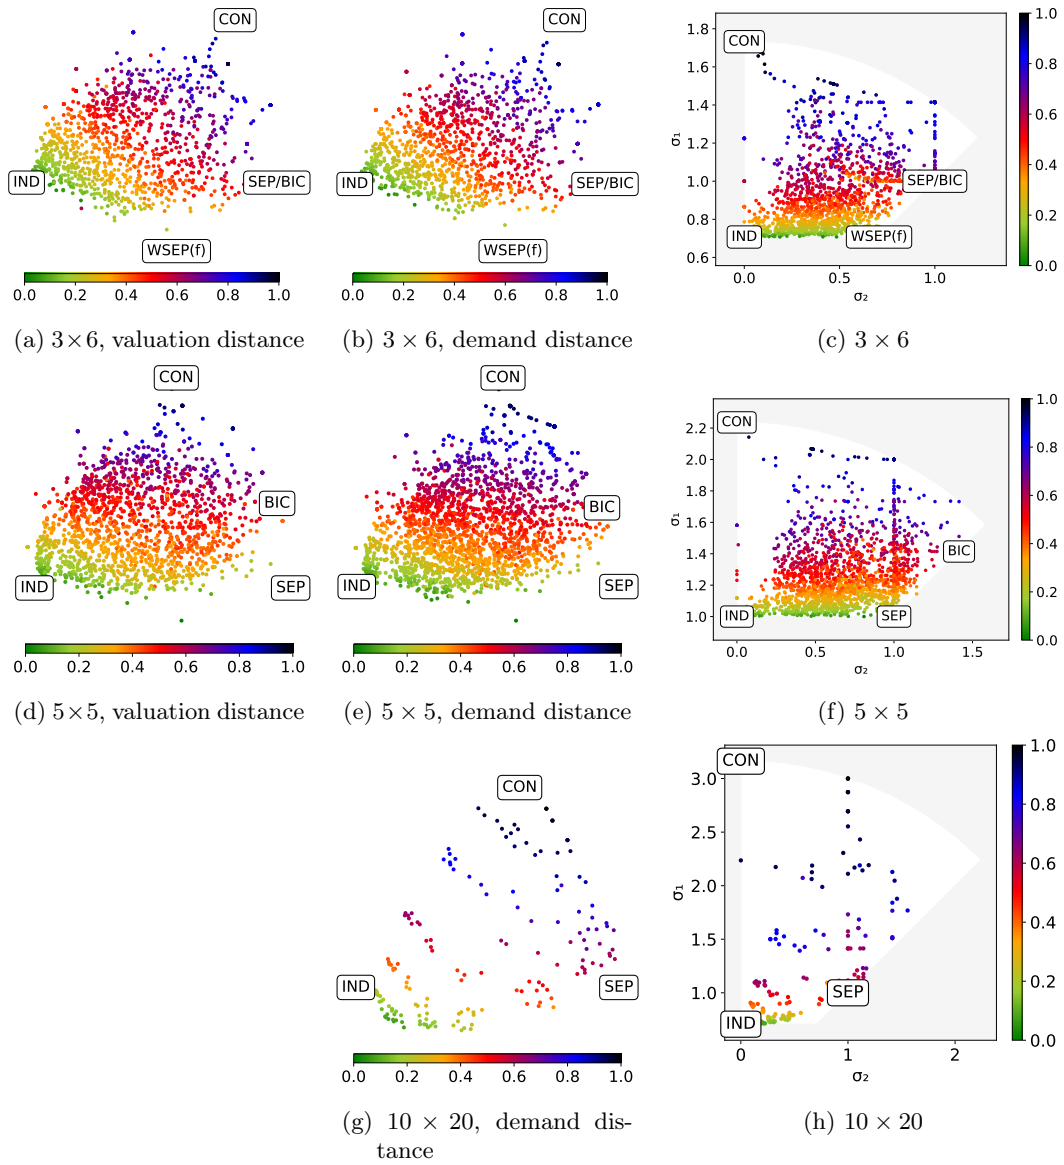 CON
IND
SEP/BIC
WSEP(f)
0.0 0.2 0.4 0.6 0.8 1.0
(a) 3×6, valuation distance
CON
IND
SEP/BIC
WSEP(f)
0.0 0.2 0.4 0.6 0.8 1.0
(b) 3 × 6, demand distance
1.8
1.6
1.4
1.2
1.0
0.8
0.6
σ₁
CON
SEP/BIC
IND
WSEP(f)
0.0 0.5 1.0
σ₂
1.0
0.8
0.6
0.4
0.2
0.0
(c) 3 × 6
CON
BIC
IND
SEP
0.0 0.2 0.4 0.6 0.8 1.0
(d) 5×5, valuation distance
CON
BIC
IND
SEP
0.0 0.2 0.4 0.6 0.8 1.0
(e) 5 × 5, demand distance
2.2
2.0
1.8
1.6
1.4
1.2
1.0
σ₁
CON
BIC
IND
SEP
0.0 0.5 1.0 1.5
σ₂
1.0
0.8
0.6
0.4
0.2
0.0
(f) 5 × 5
CON
IND
SEP
0.0 0.2 0.4 0.6 0.8 1.0
(g) 10 × 20, demand dis-
tance
3.0
2.5
2.0
1.5
1.0
σ₁
CON
SEP
IND
0 1 2
σ₂
1.0
0.8
0.6
0.4
0.2
0.0
(h) 10 × 20